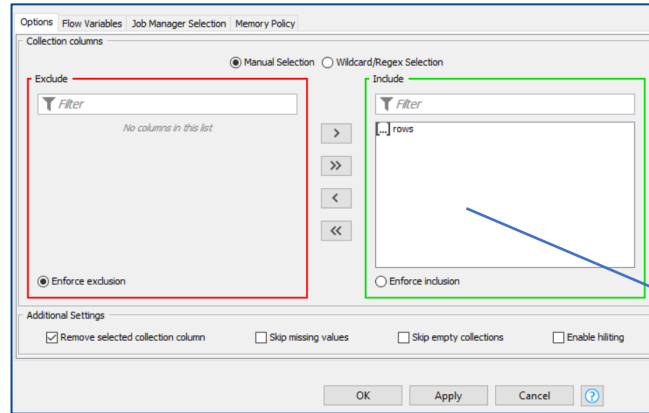 Options Flow Variables Job Manager Selection Memory Policy
Collection columns
Manual Selection Wildcard/Regex Selection
Exclude
Filter
No columns in this list
Enforce exclusion
>
>>
<
<<
Include
Filter
[...] rows
Enforce inclusion
Additional Settings
Remove selected collection column Skip missing values Skip empty collections Enable hiliting
OK Apply Cancel ?